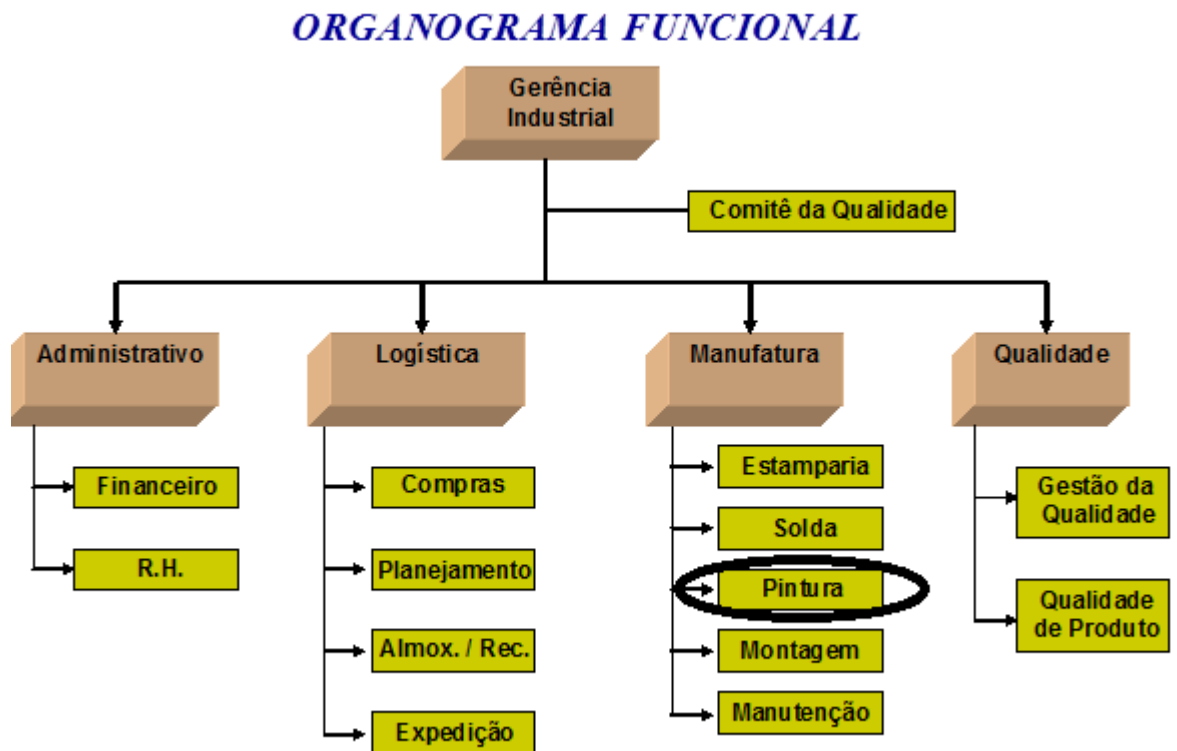 ORGANOGRAMA FUNCIONAL
Gerência
Industrial
Comitê da Qualidade
Administrativo
Logística
Manufatura
Qualidade
Financeiro
R.H.
Compras
Planejamento
Almox. / Rec.
Expedição
Estamparia
Solda
Pintura
Montagem
Manutenção
Gestão da
Qualidade
Qualidade
de Produto